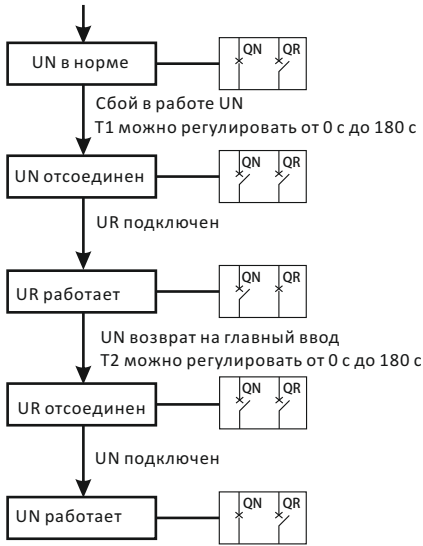 QN QR
UN в норме
Сбой в работе UN
T1 можно регулировать от 0 с до 180 с
QN QR
UN отсоединен
UR подключен
QN QR
UR работает
UN возврат на главный ввод
T2 можно регулировать от 0 с до 180 с
QN QR
UR отсоединен
UN подключен
QN QR
UN работает